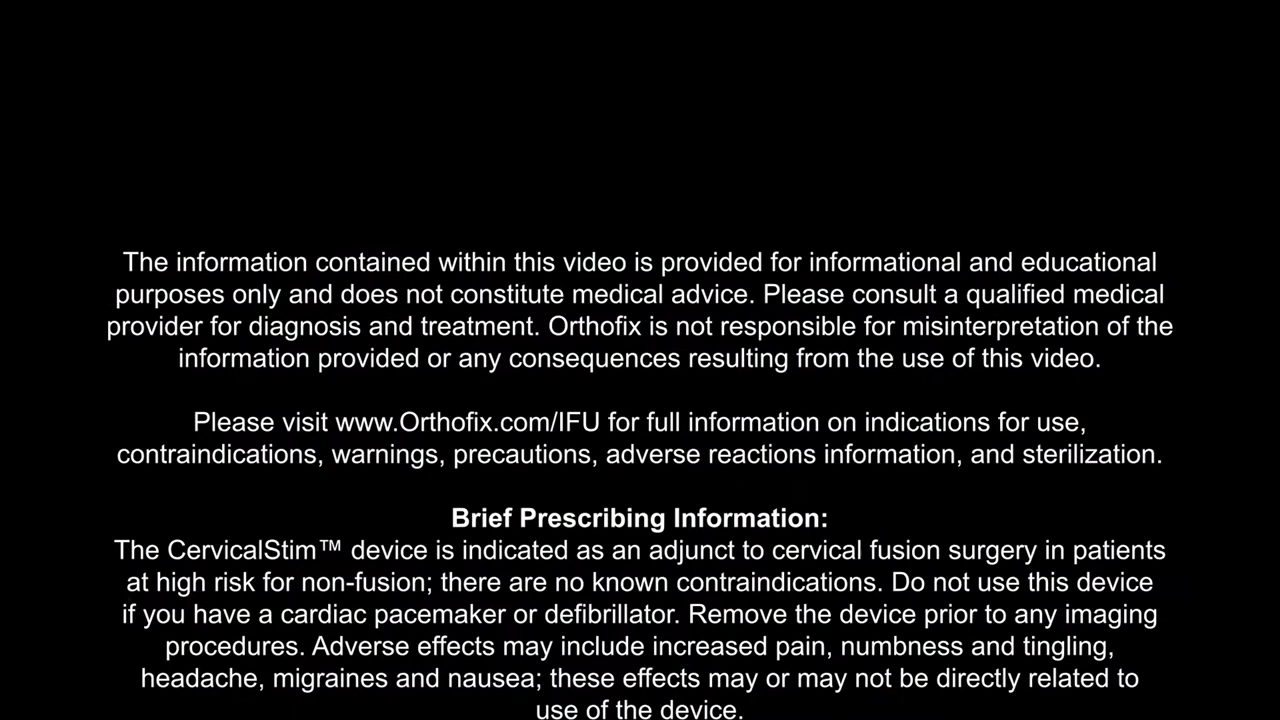 The information contained within this video is provided for informational and educational
purposes only and does not constitute medical advice. Please consult a qualified medical
provider for diagnosis and treatment. Orthofix is not responsible for misinterpretation of the
information provided or any consequences resulting from the use of this video.
Please visit www.Orthofix.com/IFU for full information on indications for use,
contraindications, warnings, precautions, adverse reactions information, and sterilization.
Brief Prescribing Information:
The CervicalStim™ device is indicated as an adjunct to cervical fusion surgery in patients
at high risk for non-fusion; there are no known contraindications. Do not use this device
if you have a cardiac pacemaker or defibrillator. Remove the device prior to any imaging
procedures. Adverse effects may include increased pain, numbness and tingling,
headache, migraines and nausea; these effects may or may not be directly related to
use of the device.